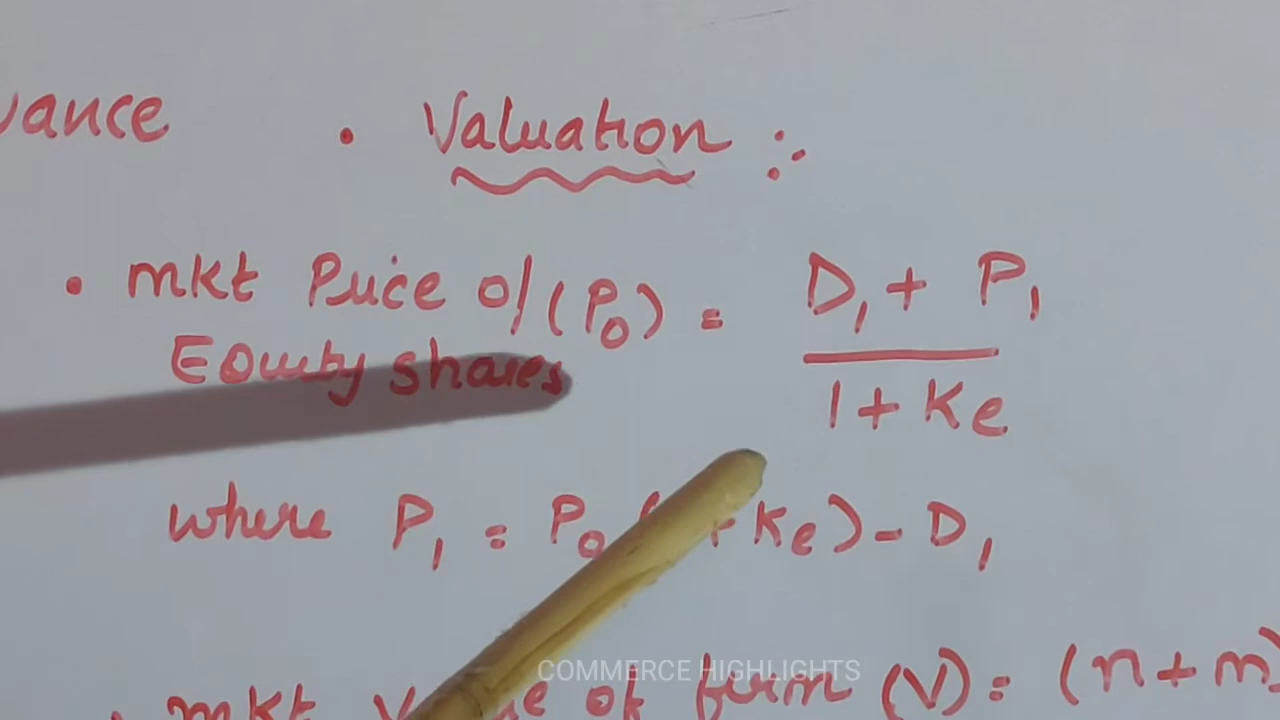 vance
• Valuation :-
• mkt Price of (P0) = D1 + P1
Equity shares
1 + Ke
where P1 = P0 ( + Ke) - D1
mkt of firm (V) = (n+m)
COMMERCE HIGHLIGHTS